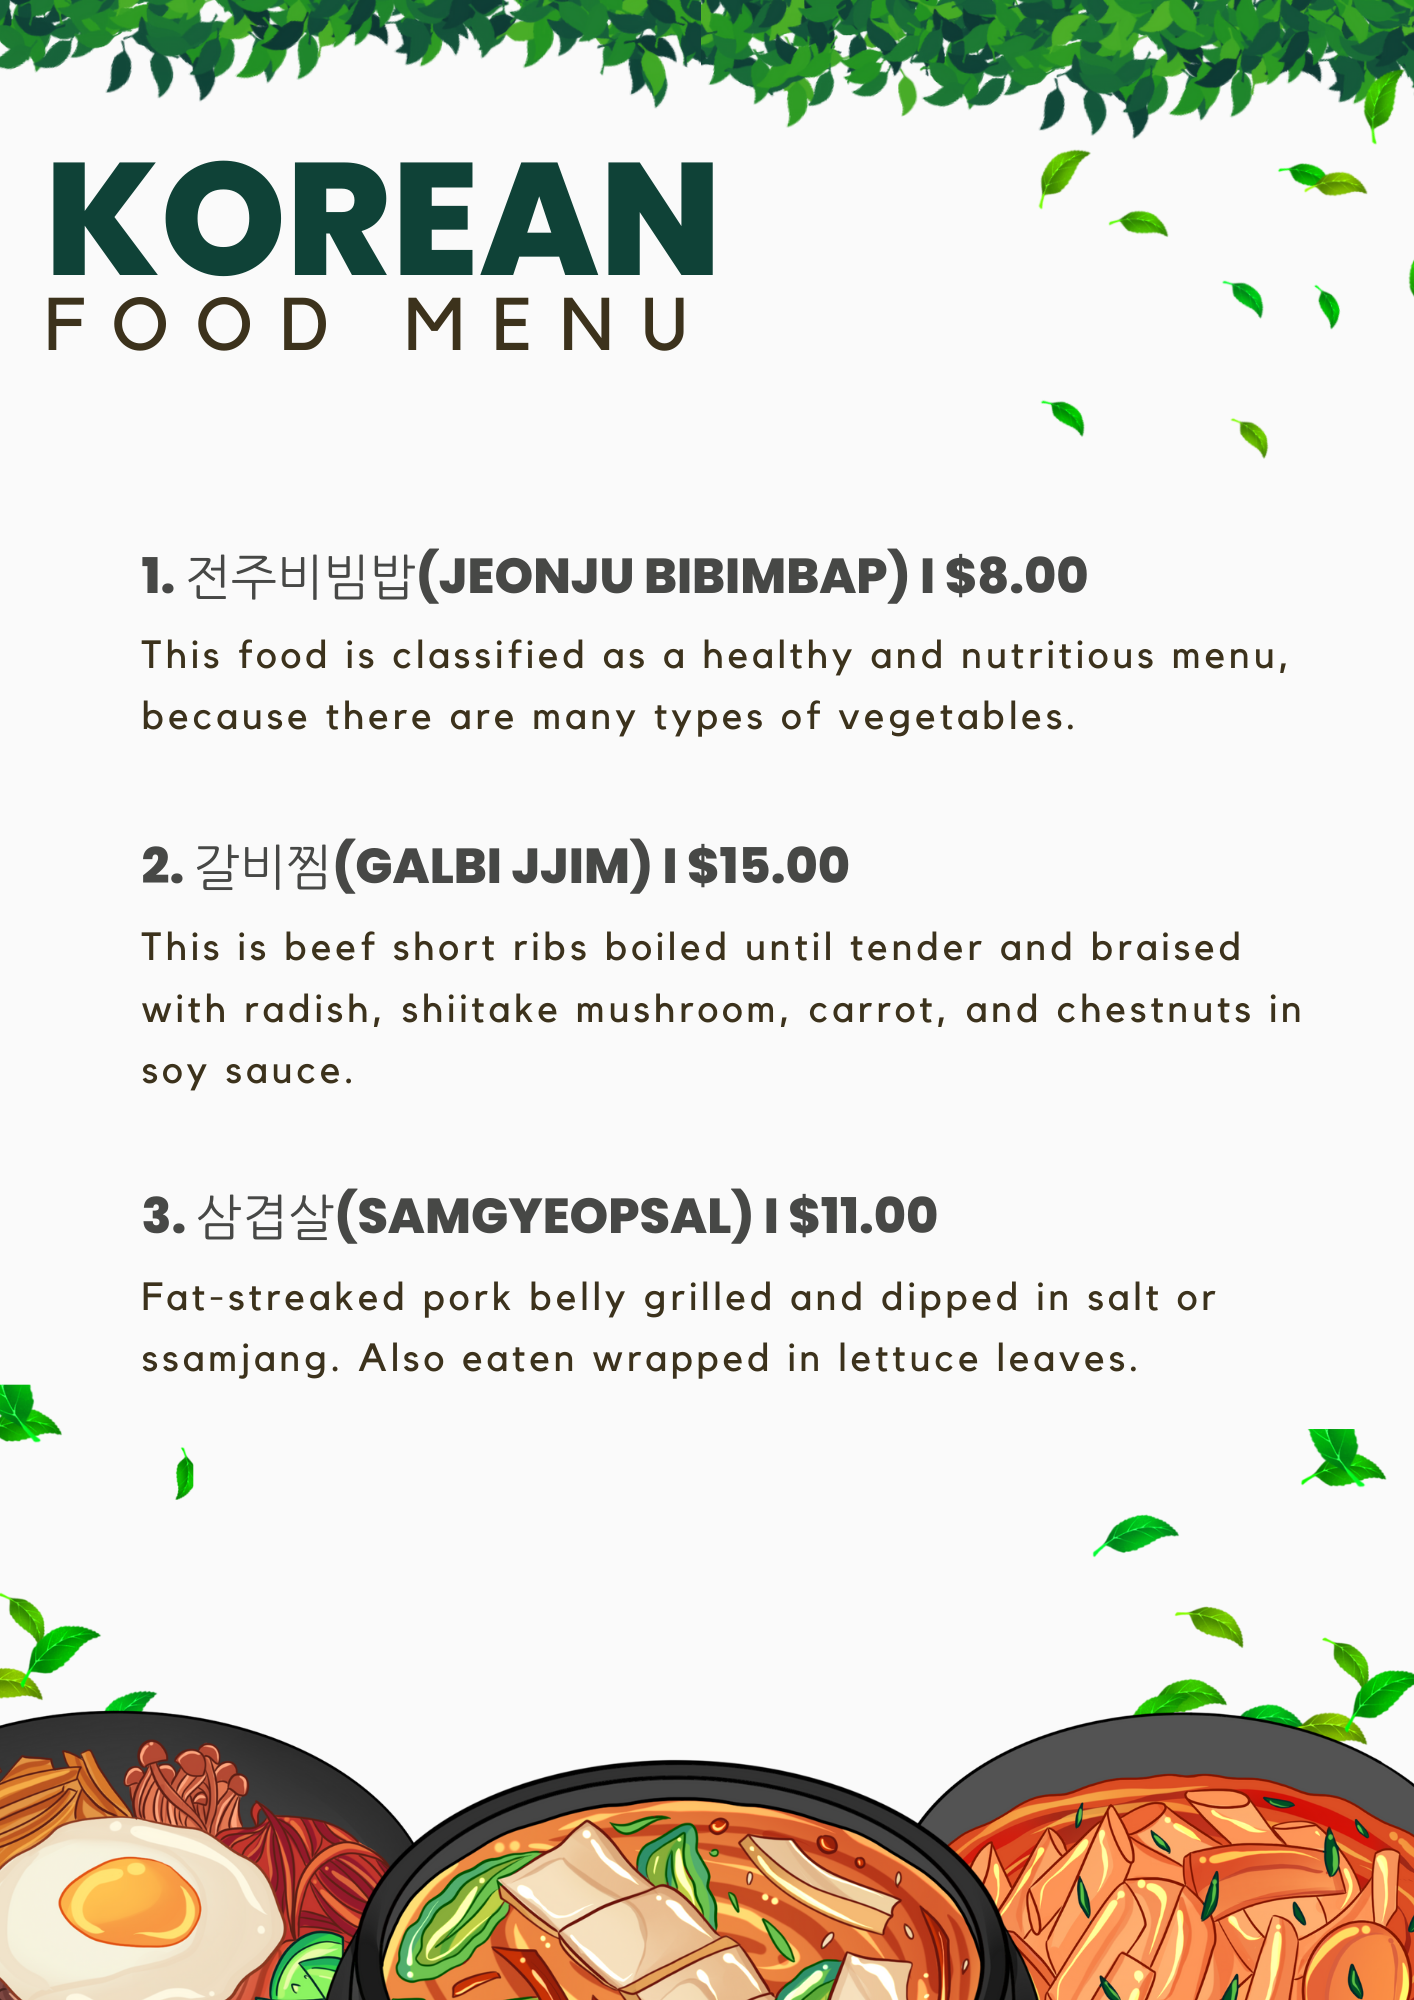 KOREAN
FOOD MENU
1. 전주비빔밥(JEONJU BIBIMBAP) I $8.00
This food is classified as a healthy and nutritious menu,
because there are many types of vegetables.
2. 갈비찜(GALBI JJIM) I $15.00
This is beef short ribs boiled until tender and braised
with radish, shiitake mushroom, carrot, and chestnuts in
soy sauce.
3. 삼겹살(SAMGYEOPSAL) I $11.00
Fat-streaked pork belly grilled and dipped in salt or
ssamjang. Also eaten wrapped in lettuce leaves.